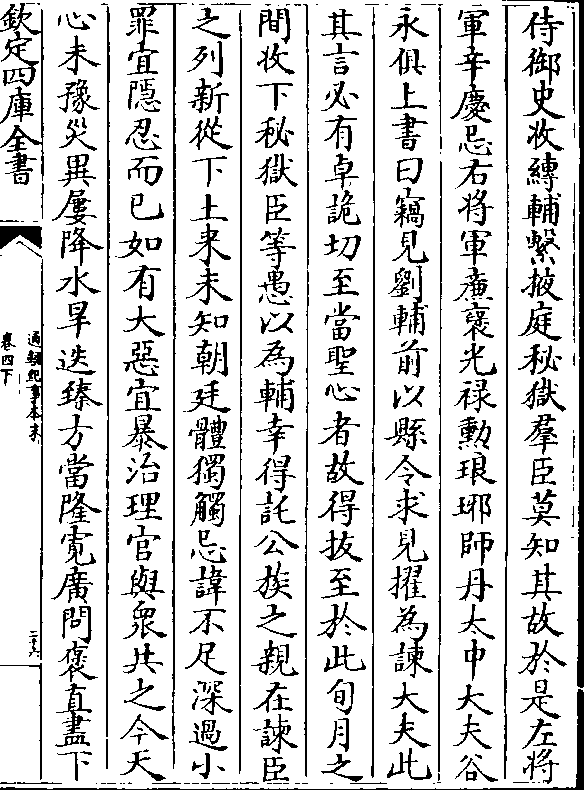 侍御史收縛輔繫掖庭秘獄羣臣莫知其故於是左將
軍辛慶忌右將軍廉襃光禄勲琅琊師丹太中大夫谷
永俱上書曰竊見劉輔前以縣令求見擢為諫大夫此
其言必有卓詭切至當聖心者故得拔至於此旬月之
間收下秘獄臣等愚以為輔幸得託公族之親在諫臣
之列新從下土来未知朝廷體獨觸忌諱不足深過小
罪宜隱忍而已如有大惡宜暴治理官與衆共之今天
心未豫災異屢降水旱迭臻方當隆寛廣問褒直盡下
欽定四庫全書
通鑑紀事本末
卷四下
二十六